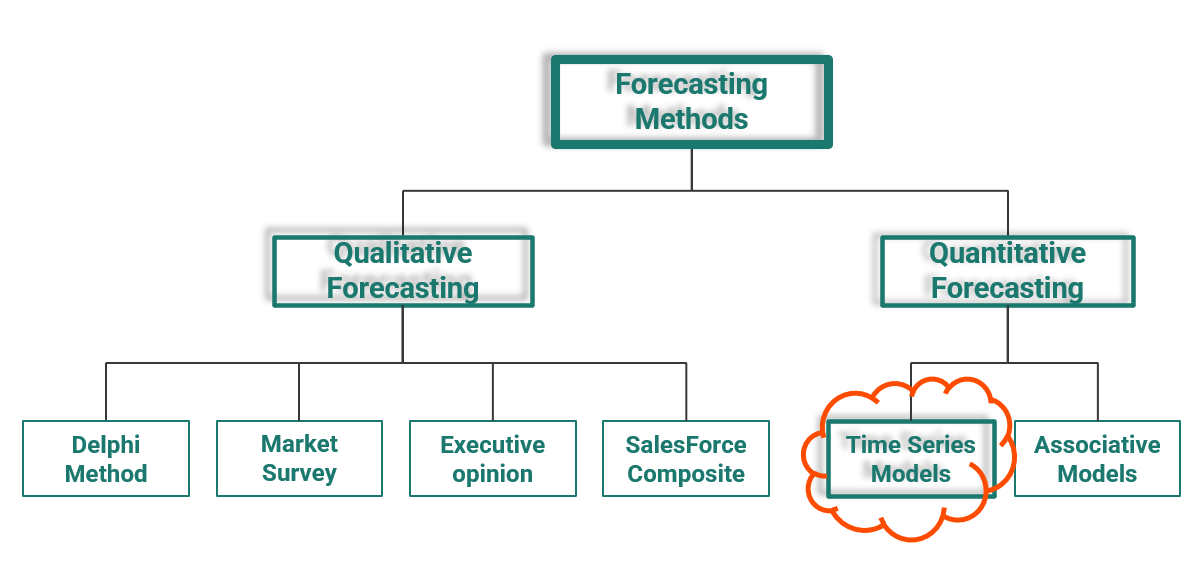 Forecasting
Methods
Qualitative
Forecasting
Quantitative
Forecasting
Delphi
Method
Market
Survey
Executive
opinion
SalesForce
Composite
Time Series
Models
Associative
Models